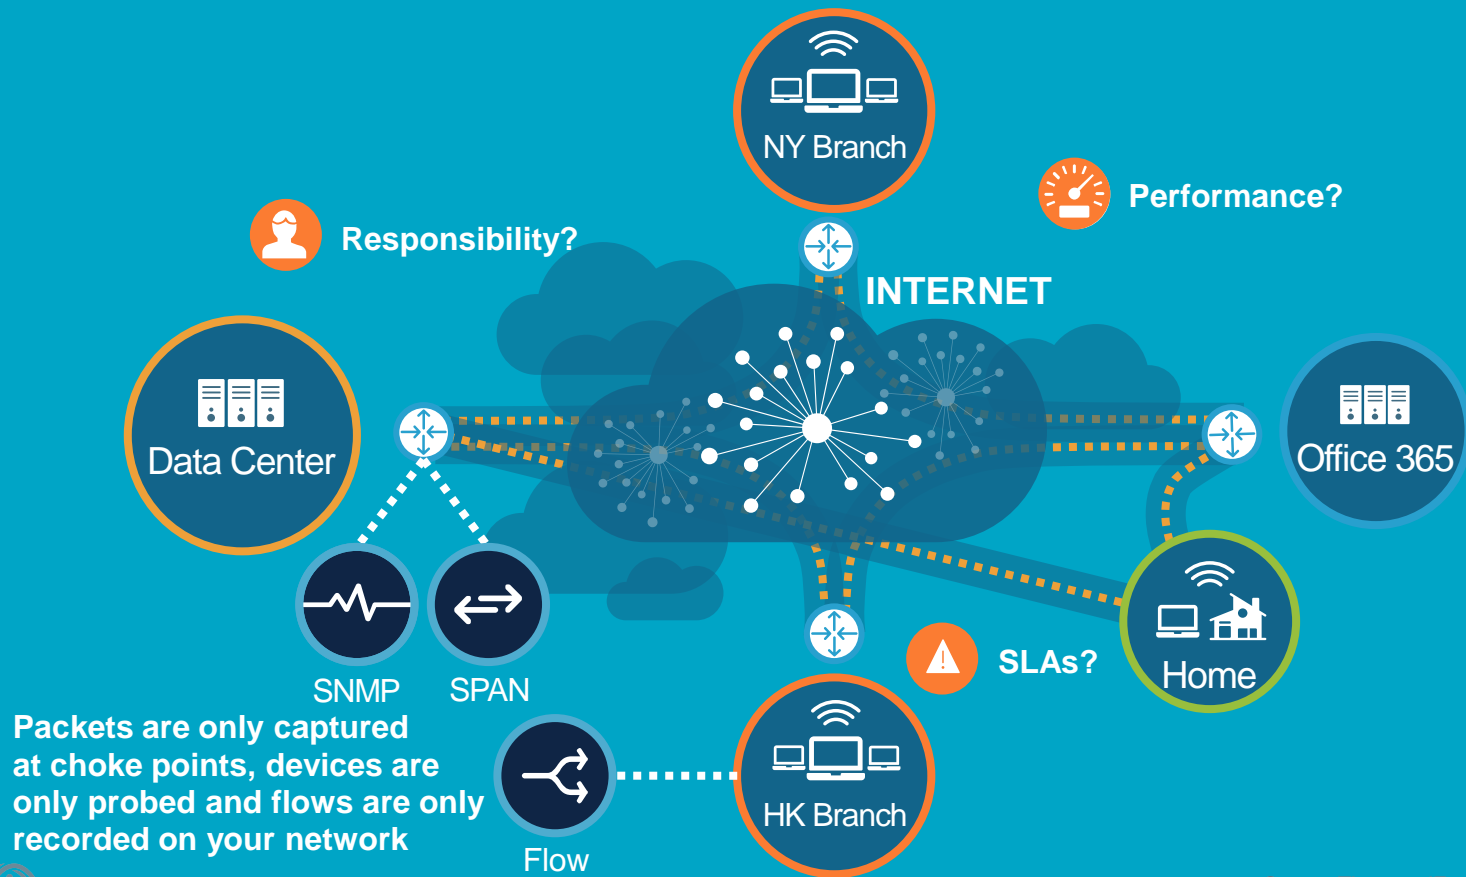 NY Branch
Performance?
Responsibility?
INTERNET
Data Center
Office 365
SLAs?
Home
SNMP
SPAN
Packets are only captured
at choke points, devices are
only probed and flows are only
recorded on your network
HK Branch
Flow